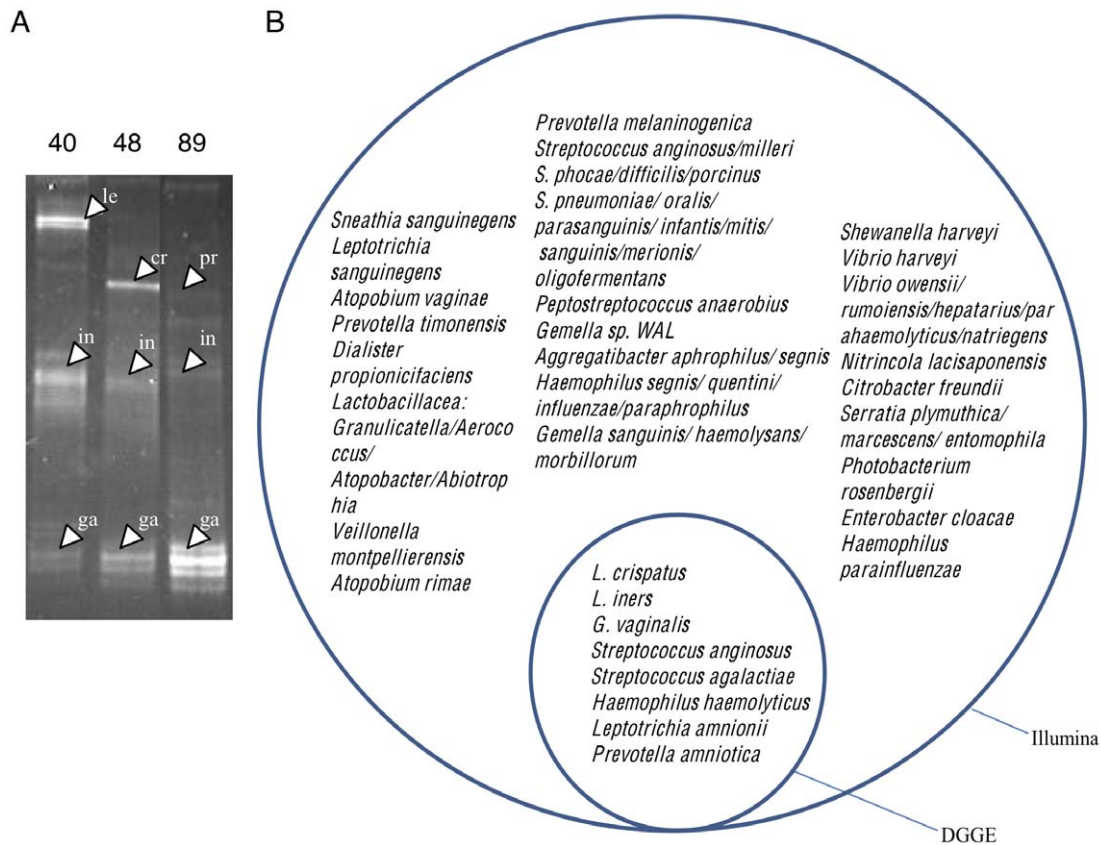 A
40 48 89
le
cr
pr
in
in
in
ga
ga
ga
B
Sneathia sanguinegens
Leptotrichia
sanguinegens
Atopobium vaginae
Prevotella timonensis
Dialister
propionicifaciens
Lactobacillacea:
Granulicatella/Aeroco
ccus/
Atopobacter/Abiotrop
hia
Veillonella
montpellierensis
Atopobium rimae
Prevotella melaninogenica
Streptococcus anginosus/milleri
S. phocae/difficilis/porcinus
S. pneumoniae/ oralis/
parasanguinis/ infantis/mitis/
sanguinis/merionis/
oligofermentans
Peptostreptococcus anaerobius
Gemella sp. WAL
Aggregatibacter aphrophilus/ segnis
Haemophilus segnis/ quentini/
influenzae/paraphrophilus
Gemella sanguinis/ haemolysans/
morbillorum
Shewanella harveyi
Vibrio harveyi
Vibrio owensii/
rumoiensis/hepatarius/par
ahaemolyticus/natriegens
Nitrincola lacisaponensis
Citrobacter freundii
Serratia plymuthica/
marcescens/ entomophila
Photobacterium
rosenbergii
Enterobacter cloacae
Haemophilus
parainfluenzae
L. crispatus
L. iners
G. vaginalis
Streptococcus anginosus
Streptococcus agalactiae
Haemophilus haemolyticus
Leptotrichia amnionii
Prevotella amniotica
Illumina
DGGE